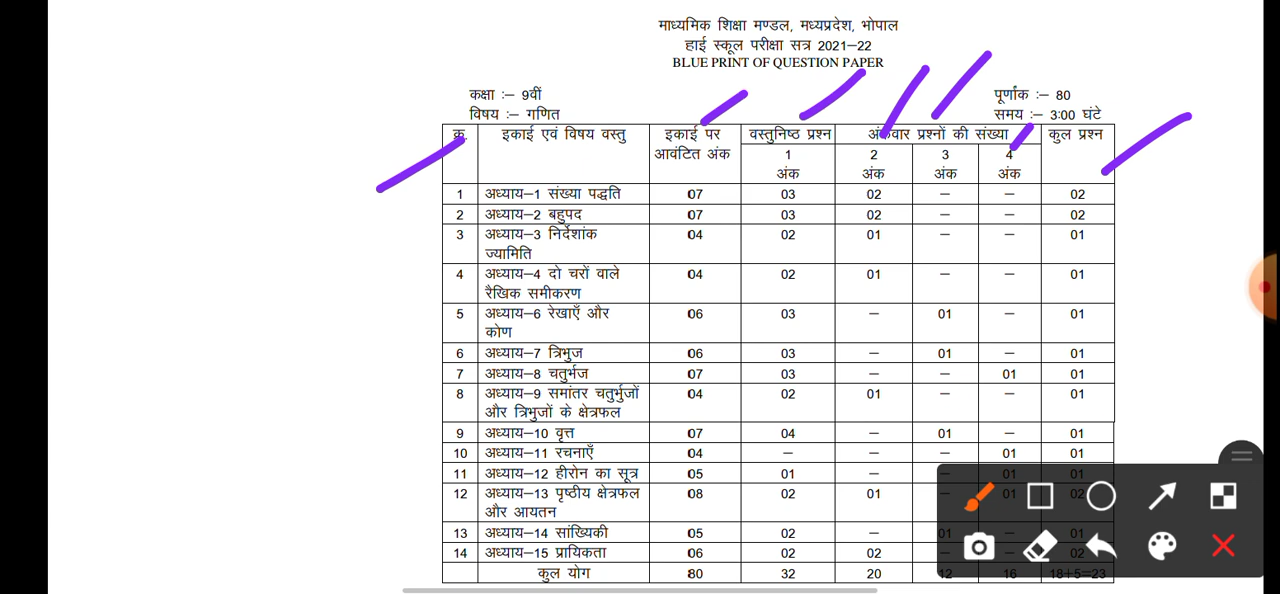 माध्यमिक शिक्षा मण्डल, मध्यप्रदेश, भोपाल
हाई स्कूल परीक्षा सत्र 2021–22
BLUE PRINT OF QUESTION PAPER
कक्षा :– 9वीं पूर्णांक :– 80
विषय :– गणित समय :– 3:00 घंटे
क्र. इकाई एवं विषय वस्तु इकाई पर आवंटित अंक वस्तुनिष्ठ प्रश्न अंकवार प्रश्नों की संख्या कुल प्रश्न
1 अंक 2 अंक 3 अंक 4 अंक
1 अध्याय–1 संख्या पद्धति 07 03 02 – – 02
2 अध्याय–2 बहुपद 07 03 02 – – 02
3 अध्याय–3 निर्देशांक ज्यामिति 04 02 01 – – 01
4 अध्याय–4 दो चरों वाले रैखिक समीकरण 04 02 01 – – 01
5 अध्याय–6 रेखाएँ और कोण 06 03 – 01 – 01
6 अध्याय–7 त्रिभुज 06 03 – 01 – 01
7 अध्याय–8 चतुर्भज 07 03 – – 01 01
8 अध्याय–9 समांतर चतुर्भुजों और त्रिभुजों के क्षेत्रफल 04 02 01 – – 01
9 अध्याय–10 वृत्त 07 04 – 01 – 01
10 अध्याय–11 रचनाएँ 04 – – – 01 01
11 अध्याय–12 हीरोन का सूत्र 05 01 – – 01 01
12 अध्याय–13 पृष्ठीय क्षेत्रफल और आयतन 08 02 01 – 01 02
13 अध्याय–14 सांख्यिकी 05 02 – 01 – 01
14 अध्याय–15 प्रायिकता 06 02 02 – – 02
कुल योग 80 32 20 12 16 18+5=23